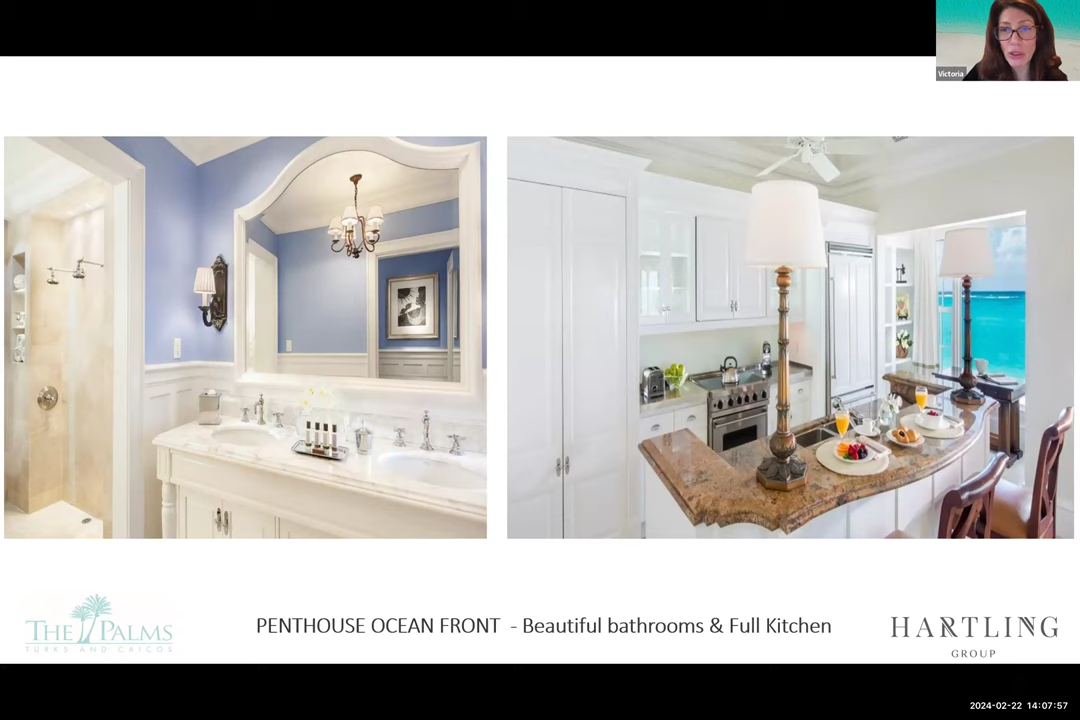 Victoria
THE PALMS
TURKS AND CAICOS
PENTHOUSE OCEAN FRONT - Beautiful bathrooms & Full Kitchen
HARTLING
GROUP
2024-02-22 14:07:57